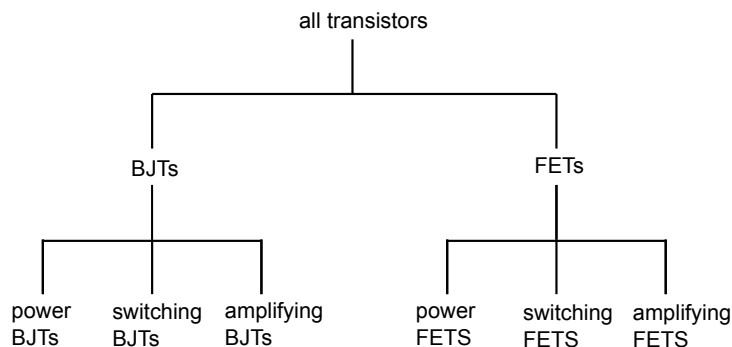 all transistors
BJTs
FETs
power
BJTs
switching
BJTs
amplifying
BJTs
power
FETS
switching
FETS
amplifying
FETS